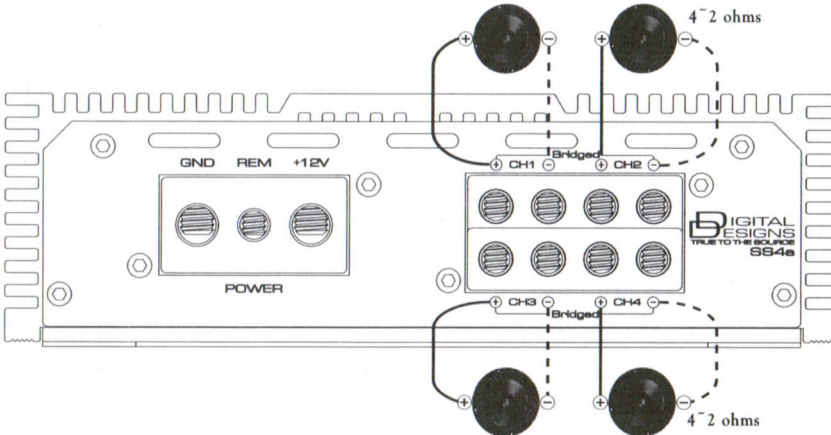 4~2 ohms
GND REM +12V
Bridged
CH1 CH2
DIGITAL
DESIGNS
TRUE TO THE SOURCE
SS4a
POWER
CH3 CH4
Bridged
4~2 ohms